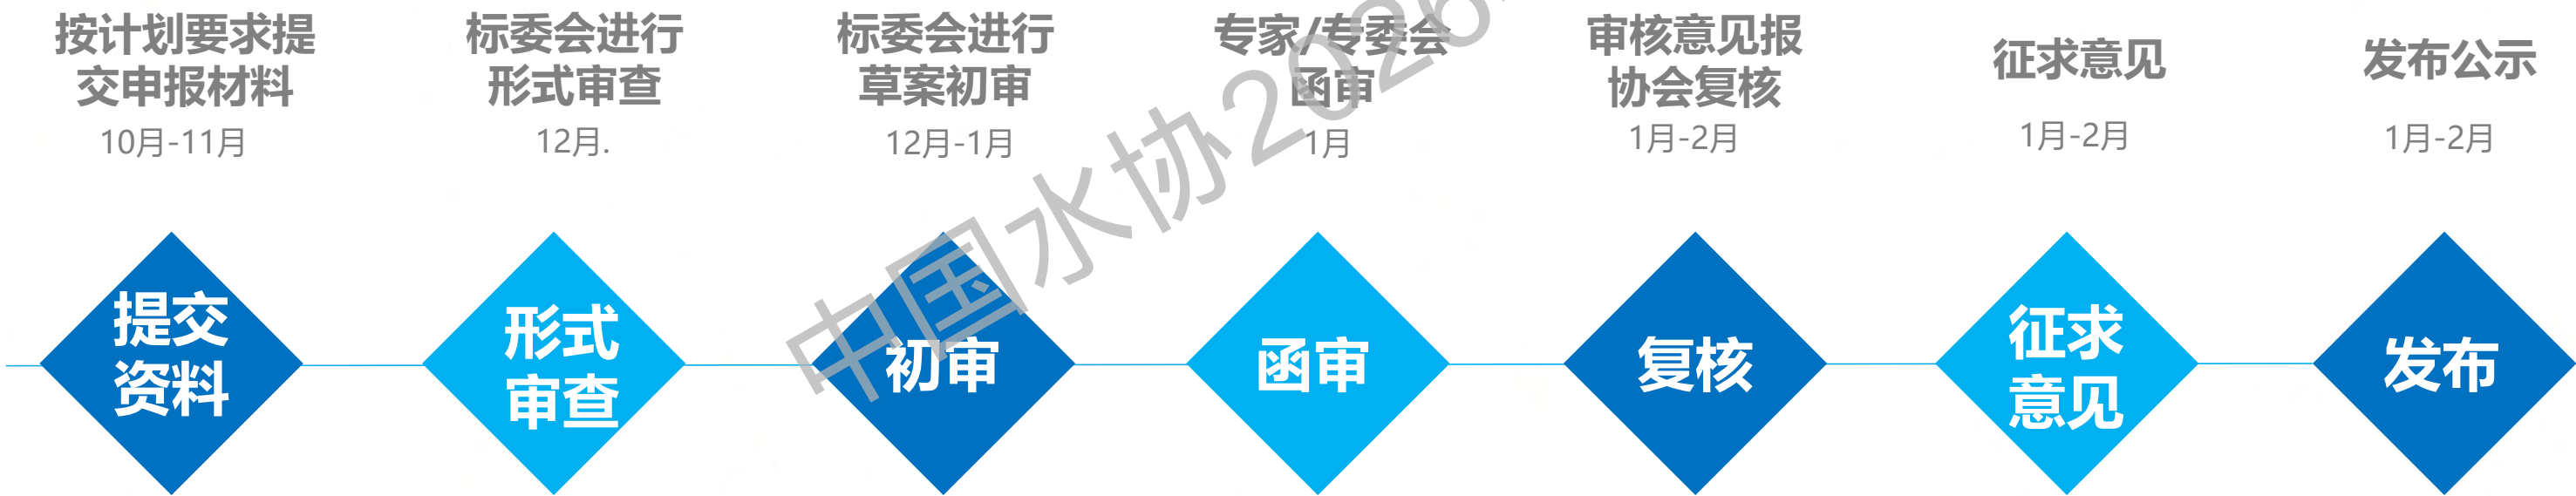 按计划要求提
交申报材料
10月-11月
标委会进行
形式审查
12月.
标委会进行
草案初审
12月-1月
专家/专委会
函审
1月
审核意见报
协会复核
1月-2月
征求意见
1月-2月
发布公示
1月-2月
提交
资料
形式
审查
初审
函审
复核
征求
意见
发布
中国水协2026